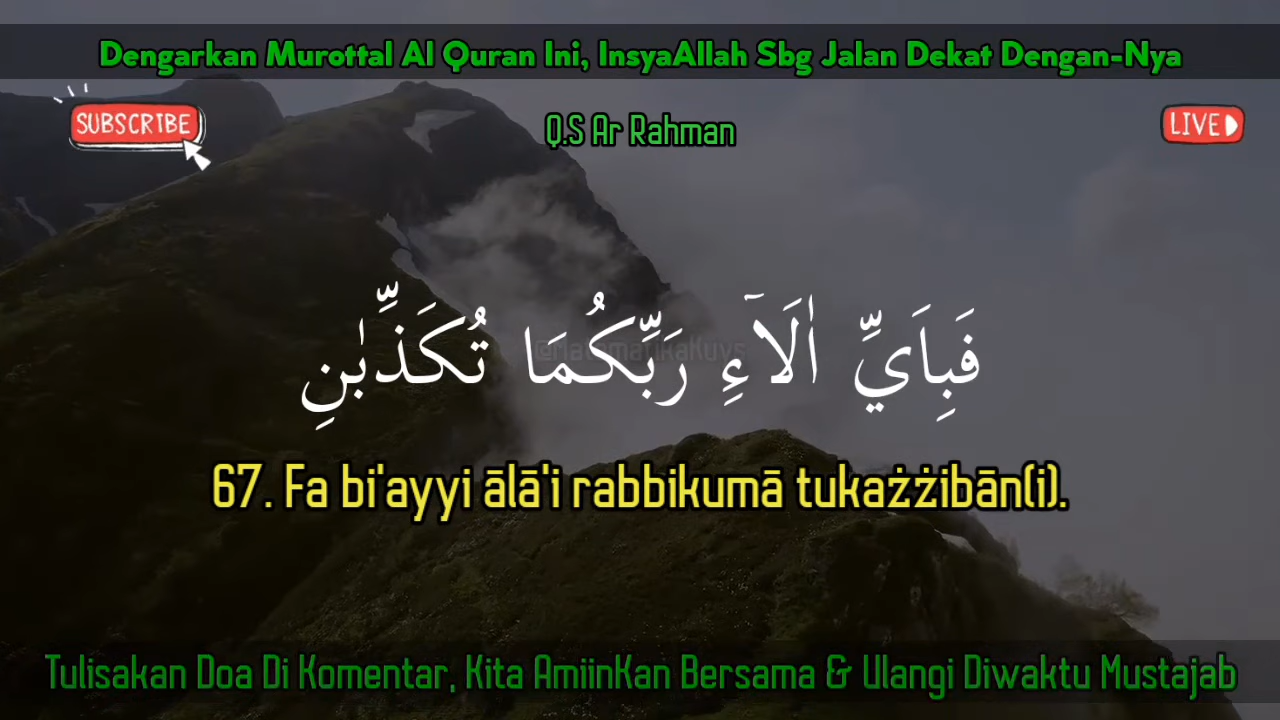 Dengarkan Murottal Al Quran Ini, InsyaAllah Sbg Jalan Dekat Dengan-Nya
SUBSCRIBE
Q.S Ar Rahman
LIVE
فَبِاَيِّ اٰلَاۤءِ رَبِّكُمَا تُكَذِّبٰنِ
@MatematikaKuys
67. Fa bi'ayyi ālā'i rabbikumā tukażżibān(i).
Tulisakan Doa Di Komentar, Kita AmiinKan Bersama & Ulangi Diwaktu Mustajab